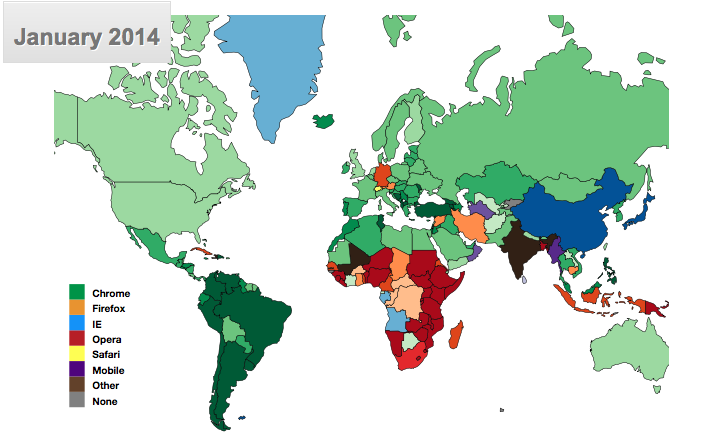 January 2014
Chrome
Firefox
IE
Opera
Safari
Mobile
Other
None